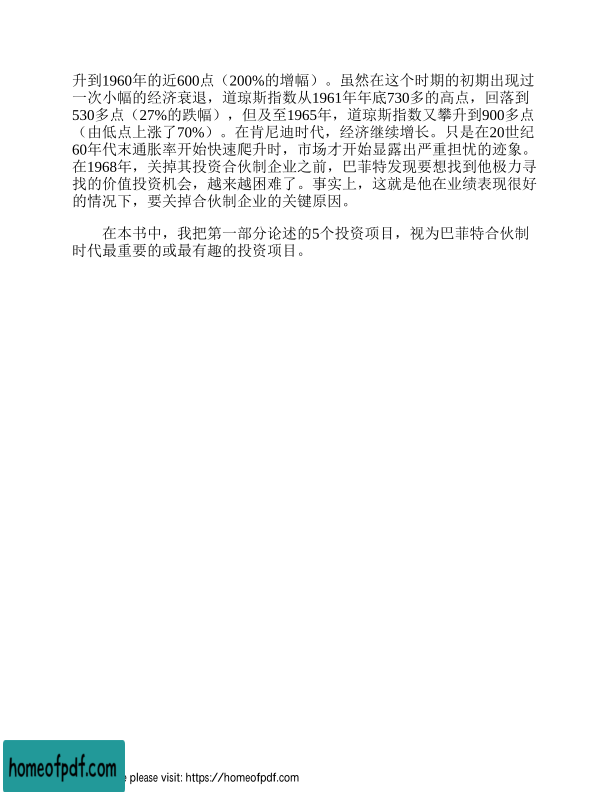 升到1960年的近600点（200%的增幅）。虽然在这个时期的初期出现过
一次小幅的经济衰退，道琼斯指数从1961年年底730多的高点，回落到
530多点（27%的跌幅），但及至1965年，道琼斯指数又攀升到900多点
（由低点上涨了70%）。在肯尼迪时代，经济继续增长。只是在20世纪
60年代末通胀率开始快速爬升时，市场才开始显露出严重担忧的迹象。
在1968年，关掉其投资合伙制企业之前，巴菲特发现要想找到他极力寻
找的价值投资机会，越来越困难了。事实上，这就是他在业绩表现很好
的情况下，要关掉合伙制企业的关键原因。
在本书中，我把第一部分论述的5个投资项目，视为巴菲特合伙制
时代最重要的或最有趣的投资项目。
homeofpdf.com
please visit: https://homeofpdf.com